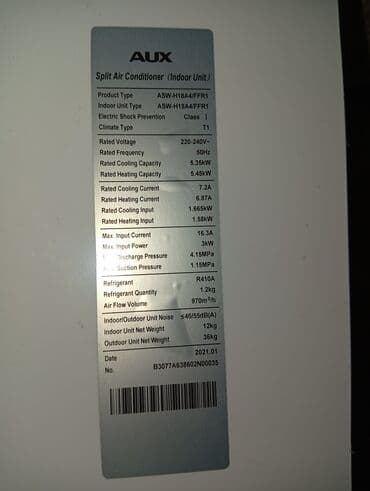 AUX
Split Air Conditioner (Indoor Unit)
Product Type ASW-H18A4/FFR1
Indoor Unit Type ASW-H18A4/FFR1
Electric Shock Prevention Class I
Climate Type T1
Rated Voltage 220-240V~
Rated Frequency 50Hz
Rated Cooling Capacity 5.35kW
Rated Heating Capacity 5.45kW
Rated Cooling Current 7.2A
Rated Heating Current 6.87A
Rated Cooling Input 1.665kW
Rated Heating Input 1.58kW
Max. Input Current 16.3A
Max. Input Power 3kW
Discharge Pressure 4.15MPa
Suction Pressure 1.15MPa
Refrigerant R410A
Refrigerant Quantity 1.2kg
Air Flow Volume 970m³/h
Indoor/Outdoor Unit Noise ≤46/55dB(A)
Indoor Unit Net Weight 12kg
Outdoor Unit Net Weight 36kg
Date 2021.01
No. B3077A638602N00035